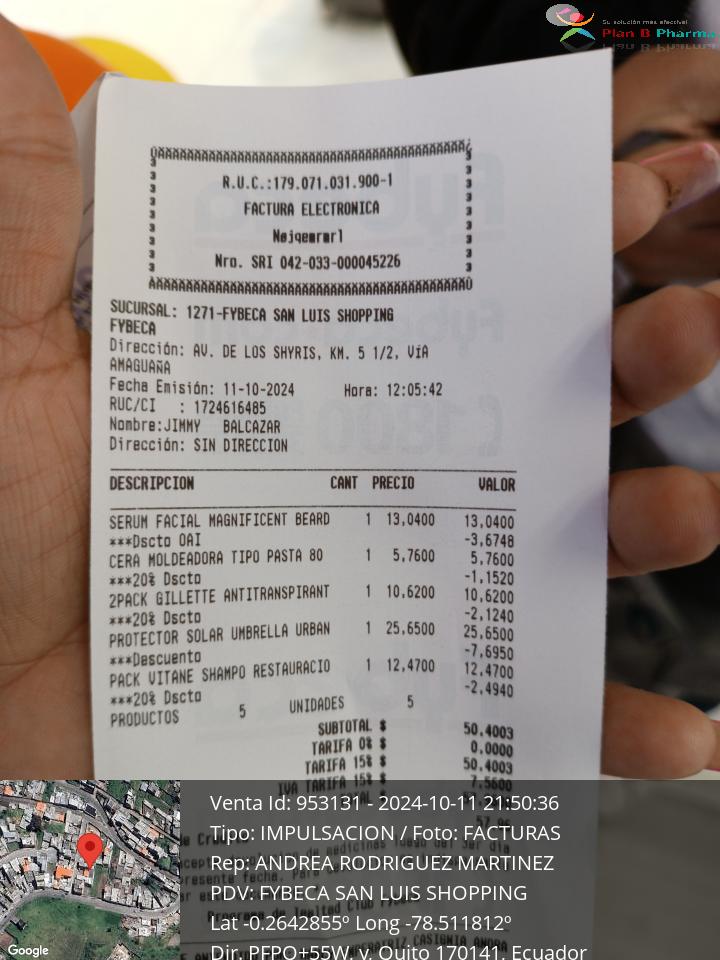 Su solución más efectiva!
Plan B Pharma
R.U.C.:179.071.031.900-1
FACTURA ELECTRONICA
Nøjqemrmrl
Nro. SRI 042-033-000045226
SUCURSAL: 1271-FYBECA SAN LUIS SHOPPING
FYBECA
Dirección: AV. DE LOS SHYRIS, KM. 5 1/2, VíA
AMAGUAÑA
Fecha Emisión: 11-10-2024 Hora: 12:05:42
RUC/CI : 1724616485
Nombre:JIMMY BALCAZAR
Dirección: SIN DIRECCION
DESCRIPCION CANT PRECIO VALOR
SERUM FACIAL MAGNIFICENT BEARD 1 13,0400 13,0400
***Dscto OAI -3,6748
CERA MOLDEADORA TIPO PASTA 80 1 5,7600 5,7600
***20% Dscto -1,1520
2PACK GILLETTE ANTITRANSPIRANT 1 10,6200 10,6200
***20% Dscto -2,1240
PROTECTOR SOLAR UMBRELLA URBAN 1 25,6500 25,6500
***Descuento -7,6950
PACK VITANE SHAMPO RESTAURACIO 1 12,4700 12,4700
***20% Dscto -2,4940
PRODUCTOS 5 UNIDADES 5
SUBTOTAL $ 50,4003
TARIFA 0% $ 0,0000
TARIFA 15% $ 50,4003
IVA TARIFA 15% $ 7,5600
Venta Id: 953131 - 2024-10-11 21:50:36
Tipo: IMPULSACION / Foto: FACTURAS
Rep: ANDREA RODRIGUEZ MARTINEZ
PDV: FYBECA SAN LUIS SHOPPING
Lat -0.2642855º Long -78.511812º
Dir. PFPQ+55W, v, Quito 170141, Ecuador
Google